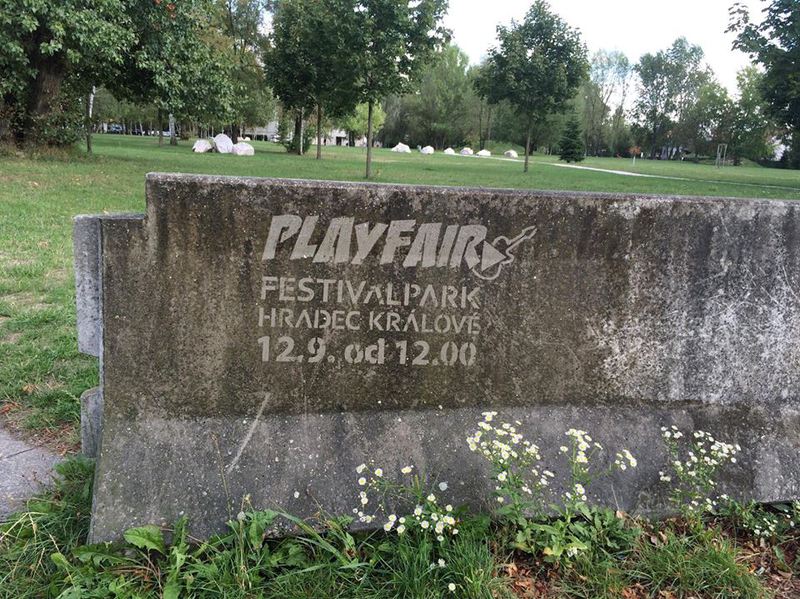 PLAYFAIR
FESTIVALPARK
HRADEC KRÁLOVÉ
12.9. od 12.00